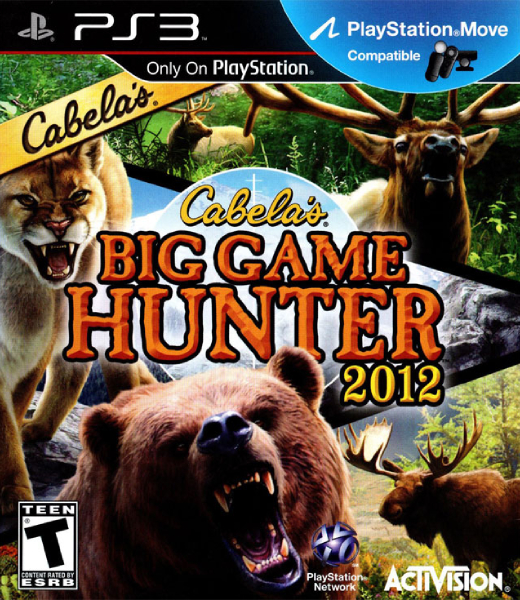 PS3
PlayStation®Move
Compatible
Only On PlayStation®
Cabela's®
Cabela's®
BIG GAME
HUNTER
2012
TEEN
T
CONTENT RATED BY
ESRB
PlayStation
Network
ACTIVISION®